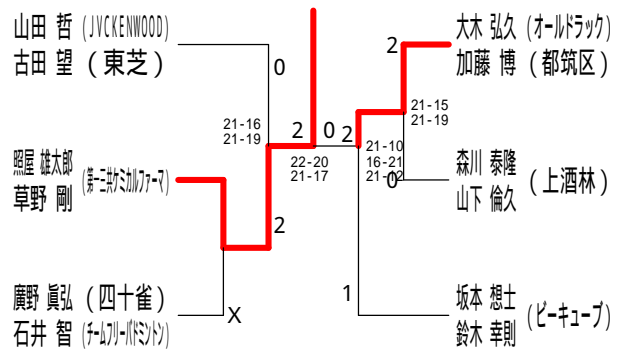 山田 哲 (JVCKENWOOD)
古田 望 (東芝)
0
21-16
21-19
照屋 雄太郎
草野 剛
(第一三共ケミカルファーマ)
2
廣野 眞弘 (四十雀)
石井 智 (チームフリーバドミントン)
X
2 0
22-20
21-17
2
大木 弘久 (オールドラック)
加藤 博 (都筑区)
2
21-15
21-19
21-10
16-21
21-12
0
森川 泰隆
山下 倫久
(上酒林)
1
坂本 想士
鈴木 幸則
(ビーキューブ)